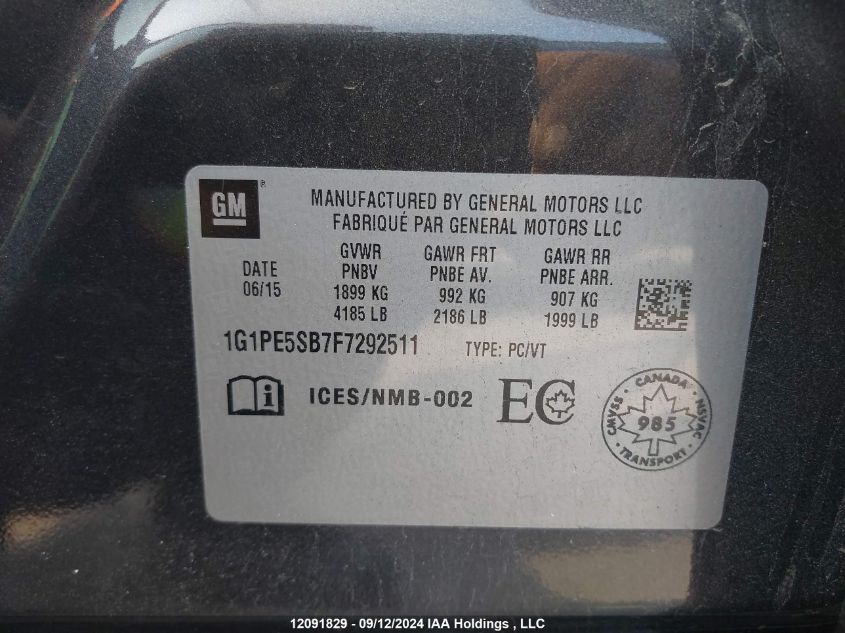 GM ®
MANUFACTURED BY GENERAL MOTORS LLC
FABRIQUÉ PAR GENERAL MOTORS LLC
GVWR GAWR FRT GAWR RR
DATE PNBV PNBE AV. PNBE ARR.
06/15 1899 KG 992 KG 907 KG
4185 LB 2186 LB 1999 LB
1G1PE5SB7F7292511 TYPE: PC/VT
i ICES/NMB-002 EC
CANADA
CMVSS 985 NSVAC
TRANSPORT
12091829 - 09/12/2024 IAA Holdings , LLC